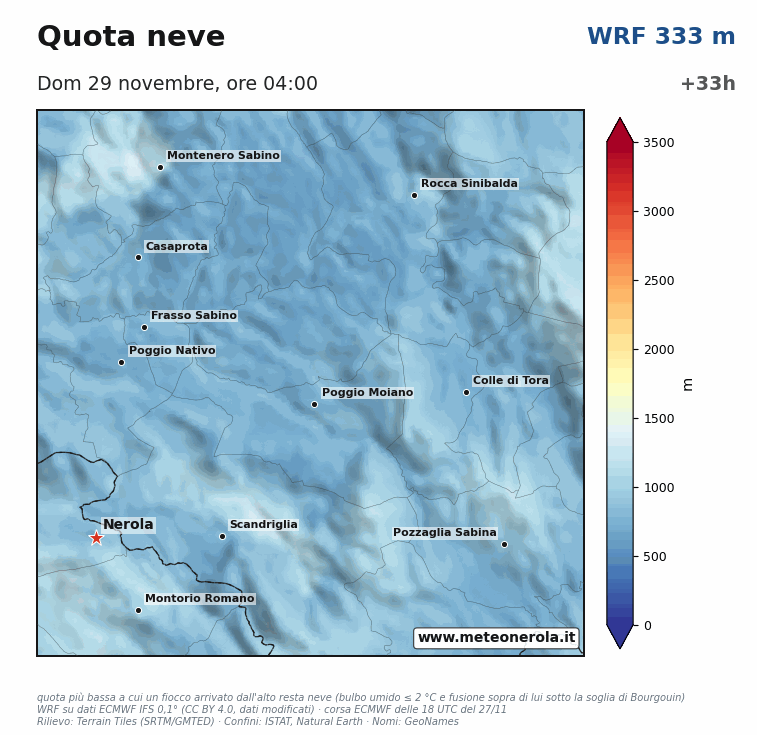 Quota neve
WRF 333 m
Dom 29 novembre, ore 04:00
+33h
Montenero Sabino
Rocca Sinibalda
Casaprota
Frasso Sabino
Poggio Nativo
Poggio Moiano
Colle di Tora
Nerola
Scandriglia
Pozzaglia Sabina
Montorio Romano
www.meteonerola.it
3500
3000
2500
2000
1500
1000
500
0
m
quota più bassa a cui un fiocco arrivato dall'alto resta neve (bulbo umido ≤ 2 °C e fusione sopra di lui sotto la soglia di Bourgouin)
WRF su dati ECMWF IFS 0,1° (CC BY 4.0, dati modificati) · corsa ECMWF delle 18 UTC del 27/11
Rilievo: Terrain Tiles (SRTM/GMTED) · Confini: ISTAT, Natural Earth · Nomi: GeoNames